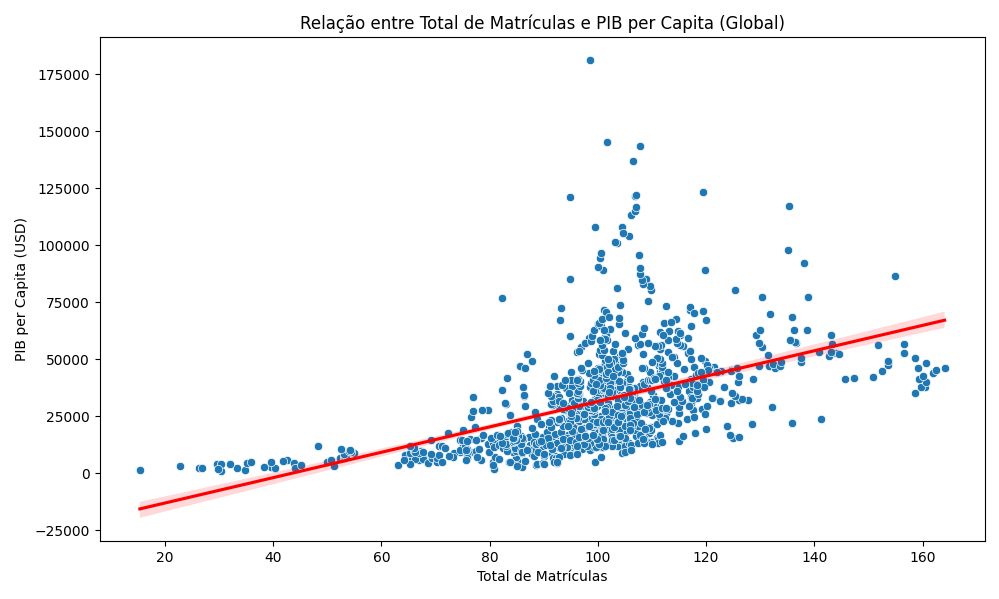 Relação entre Total de Matrículas e PIB per Capita (Global)
175000
150000
125000
100000
75000
50000
25000
0
−25000
PIB per Capita (USD)
20 40 60 80 100 120 140 160
Total de Matrículas